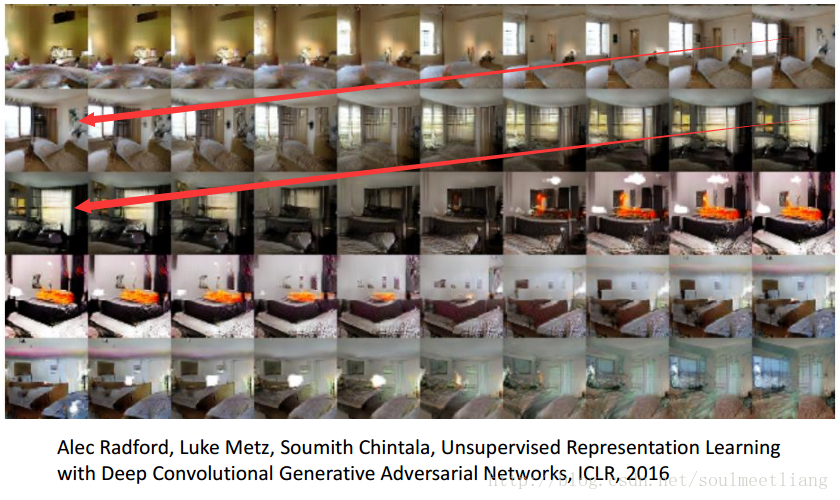 Alec Radford, Luke Metz, Soumith Chintala, Unsupervised Representation Learning
with Deep Convolutional Generative Adversarial Networks, ICLR, 2016
http://blog.csdn.net/soulmeetliang